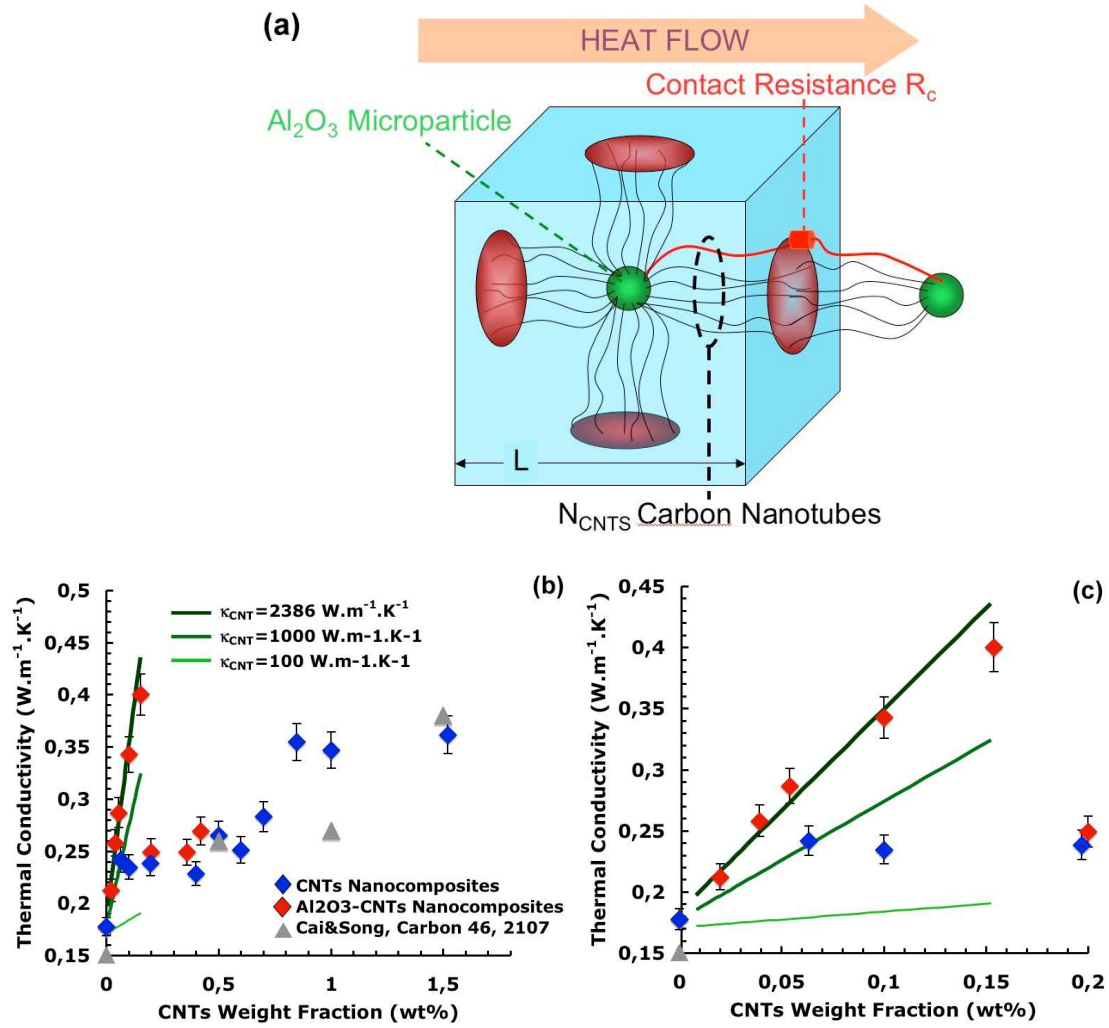 (a)
HEAT FLOW
Contact Resistance Rc
Al2O3 Microparticle
L
NCNTS Carbon Nanotubes
(b)
Thermal Conductivity (W.m-1.K-1)
0,5
0,45
0,4
0,35
0,3
0,25
0,2
0,15
κCNT=2386 W.m-1.K-1
κCNT=1000 W.m-1.K-1
κCNT=100 W.m-1.K-1
CNTs Nanocomposites
Al2O3-CNTs Nanocomposites
Cai&Song, Carbon 46, 2107
0 0,5 1 1,5
CNTs Weight Fraction (wt%)
(c)
Thermal Conductivity (W.m-1.K-1)
0,45
0,4
0,35
0,3
0,25
0,2
0,15
0 0,05 0,1 0,15 0,2
CNTs Weight Fraction (wt%)